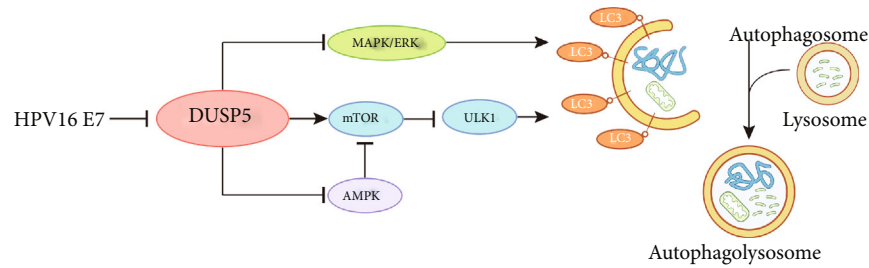 LC3
MAPK/ERK
LC3
Autophagosome
HPV16 E7
DUSP5
mTOR
ULK1
LC3
Lysosome
LC3
AMPK
Autophagolysosome